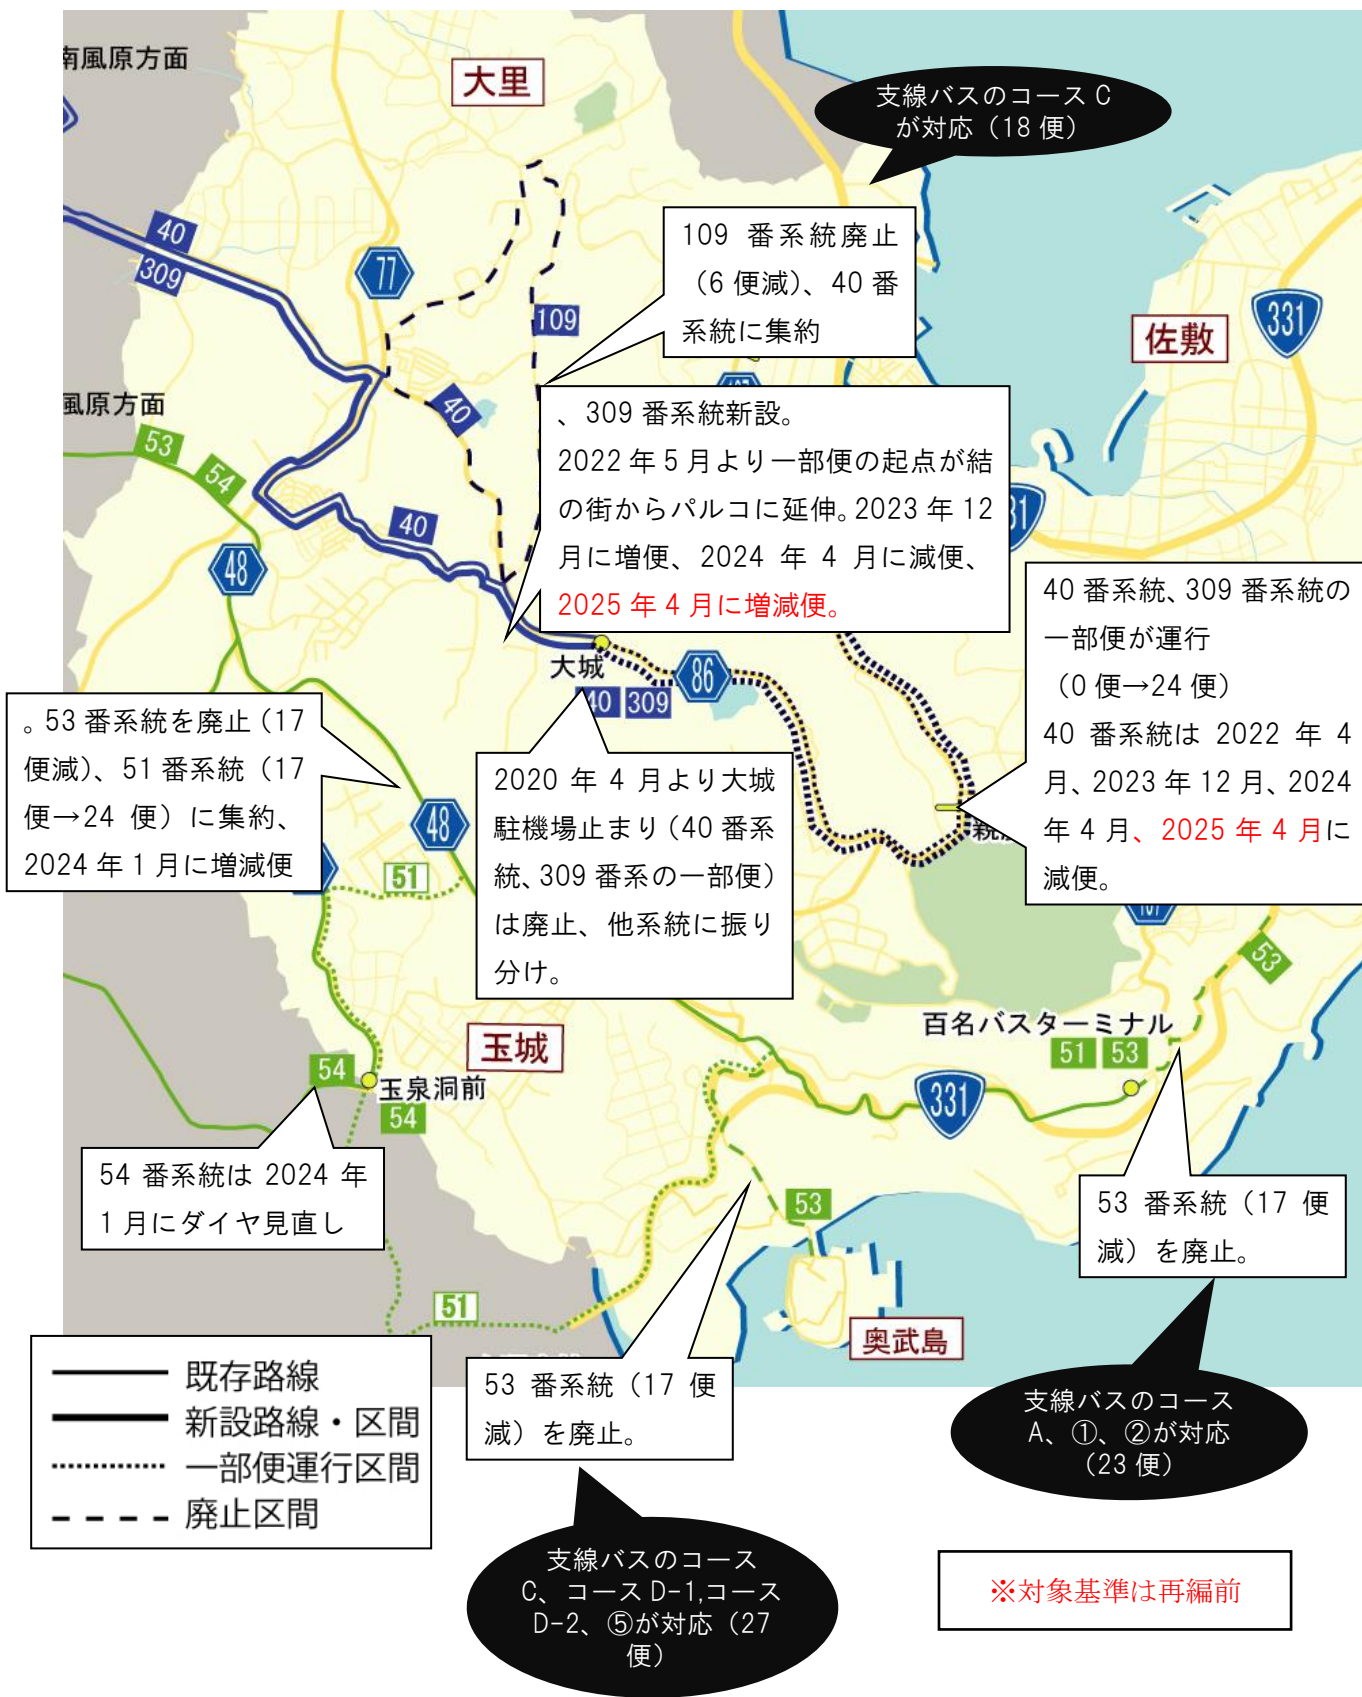 南風原方面
大里
支線バスのコース C
が対応（18 便）
40
309
77
109 番系統廃止
（6 便減）、40 番
系統に集約
109
331
佐敷
風原方面
40
53
54
、309 番系統新設。
2022 年 5 月より一部便の起点が結
の街からパルコに延伸。2023 年 12
月に増便、2024 年 4 月に減便、
2025 年 4 月に増減便。
40
48
40 番系統、309 番系統の
一部便が運行
（0 便→24 便）
40 番系統は 2022 年 4
月、2023 年 12 月、2024
年 4 月、2025 年 4 月に
減便。
大城
86
40 309
。53 番系統を廃止（17
便減）、51 番系統（17
便→24 便）に集約、
2024 年 1 月に増減便
2020 年 4 月より大城
駐機場止まり（40 番系
統、309 番系の一部便）
は廃止、他系統に振り
分け。
48
51
53
百名バスターミナル
51 53
玉城
54
玉泉洞前
54
331
54 番系統は 2024 年
1 月にダイヤ見直し
53
53 番系統（17 便
減）を廃止。
51
奥武島
既存路線
新設路線・区間
一部便運行区間
廃止区間
53 番系統（17 便
減）を廃止。
支線バスのコース
A、①、②が対応
（23 便）
支線バスのコース
C、コース D-1,コース
D-2、⑤が対応（27
便）
※対象基準は再編前